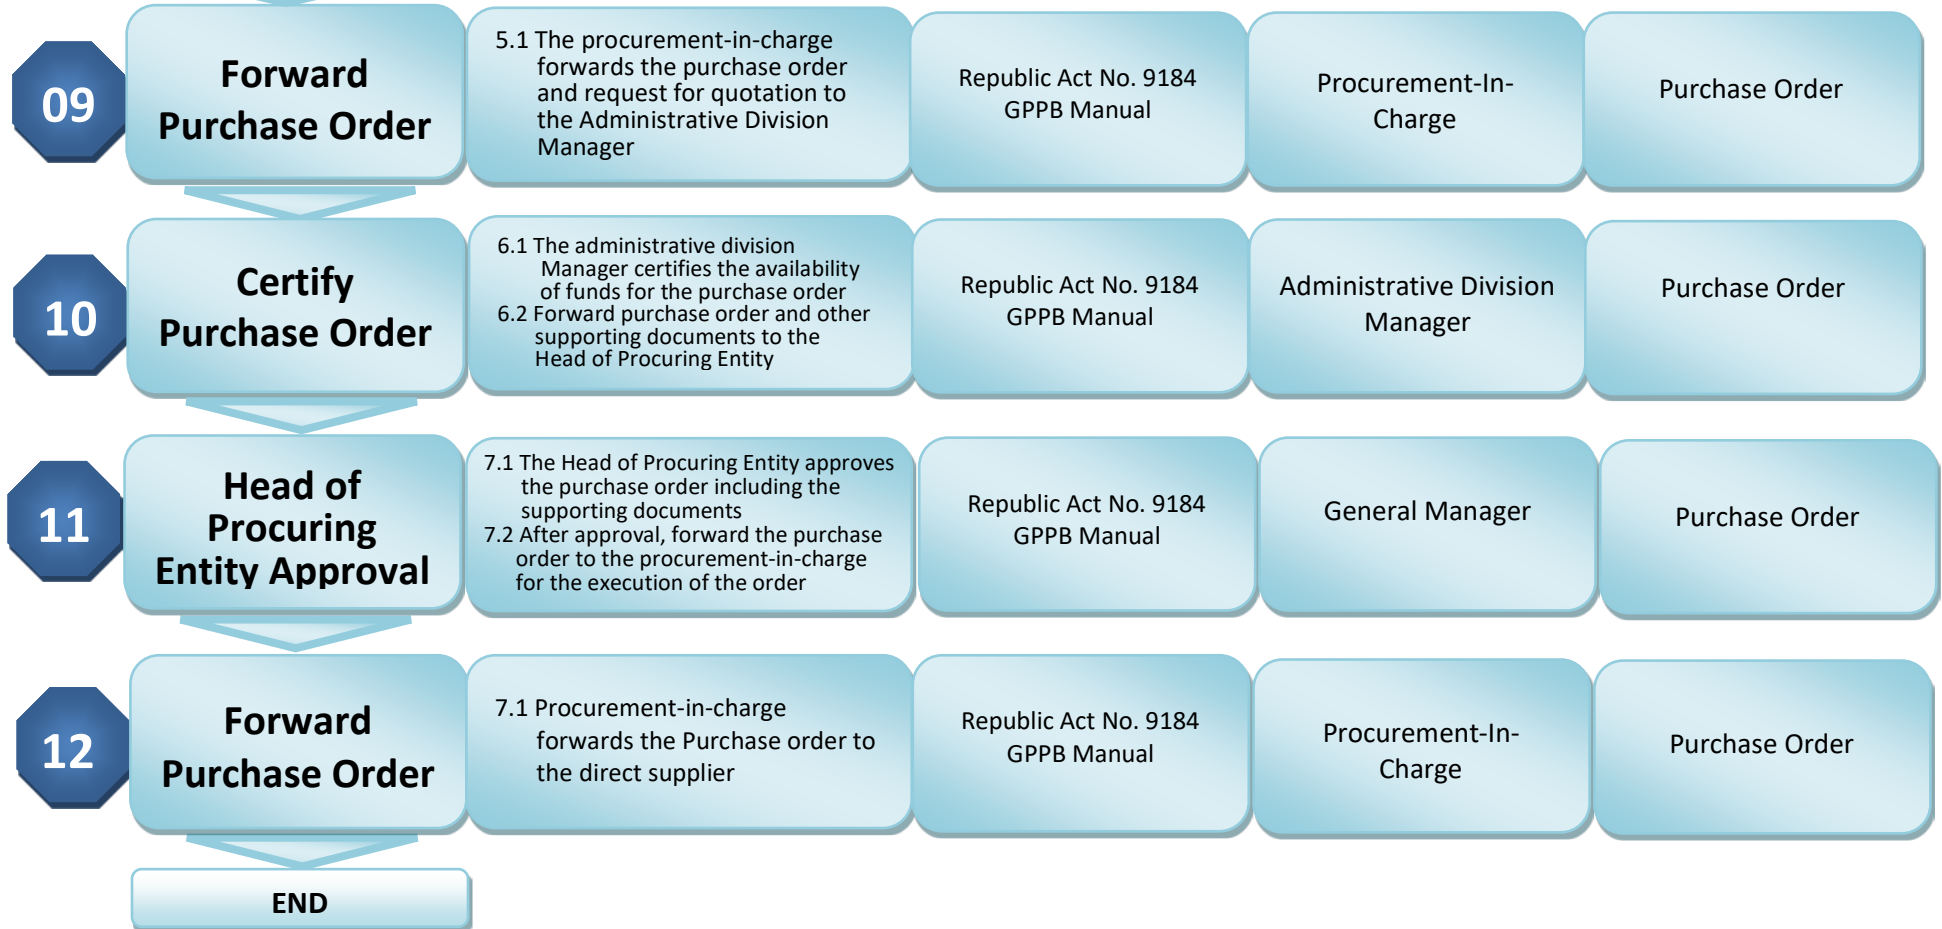 09
Forward
Purchase Order
5.1 The procurement-in-charge
forwards the purchase order
and request for quotation to
the Administrative Division
Manager
Republic Act No. 9184
GPPB Manual
Procurement-In-
Charge
Purchase Order
10
Certify
Purchase Order
6.1 The administrative division
Manager certifies the availability
of funds for the purchase order
6.2 Forward purchase order and other
supporting documents to the
Head of Procuring Entity
Republic Act No. 9184
GPPB Manual
Administrative Division
Manager
Purchase Order
11
Head of
Procuring
Entity Approval
7.1 The Head of Procuring Entity approves
the purchase order including the
supporting documents
7.2 After approval, forward the purchase
order to the procurement-in-charge
for the execution of the order
Republic Act No. 9184
GPPB Manual
General Manager
Purchase Order
12
Forward
Purchase Order
7.1 Procurement-in-charge
forwards the Purchase order to
the direct supplier
Republic Act No. 9184
GPPB Manual
Procurement-In-
Charge
Purchase Order
END